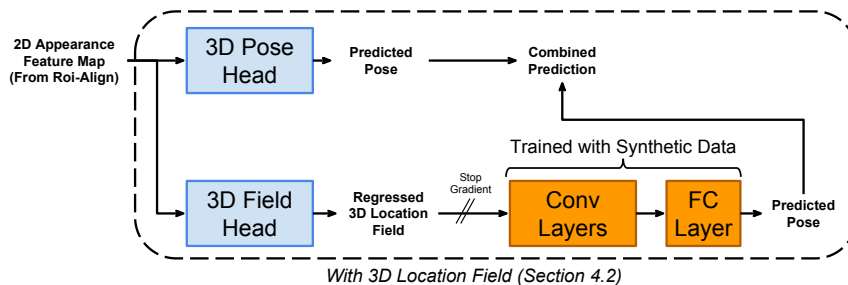 2D Appearance
Feature Map
(From Roi-Align)
3D Pose
Head
Predicted
Pose
Combined
Prediction
Trained with Synthetic Data
3D Field
Head
Regressed
3D Location
Field
Stop
Gradient
Conv
Layers
FC
Layer
Predicted
Pose
With 3D Location Field (Section 4.2)